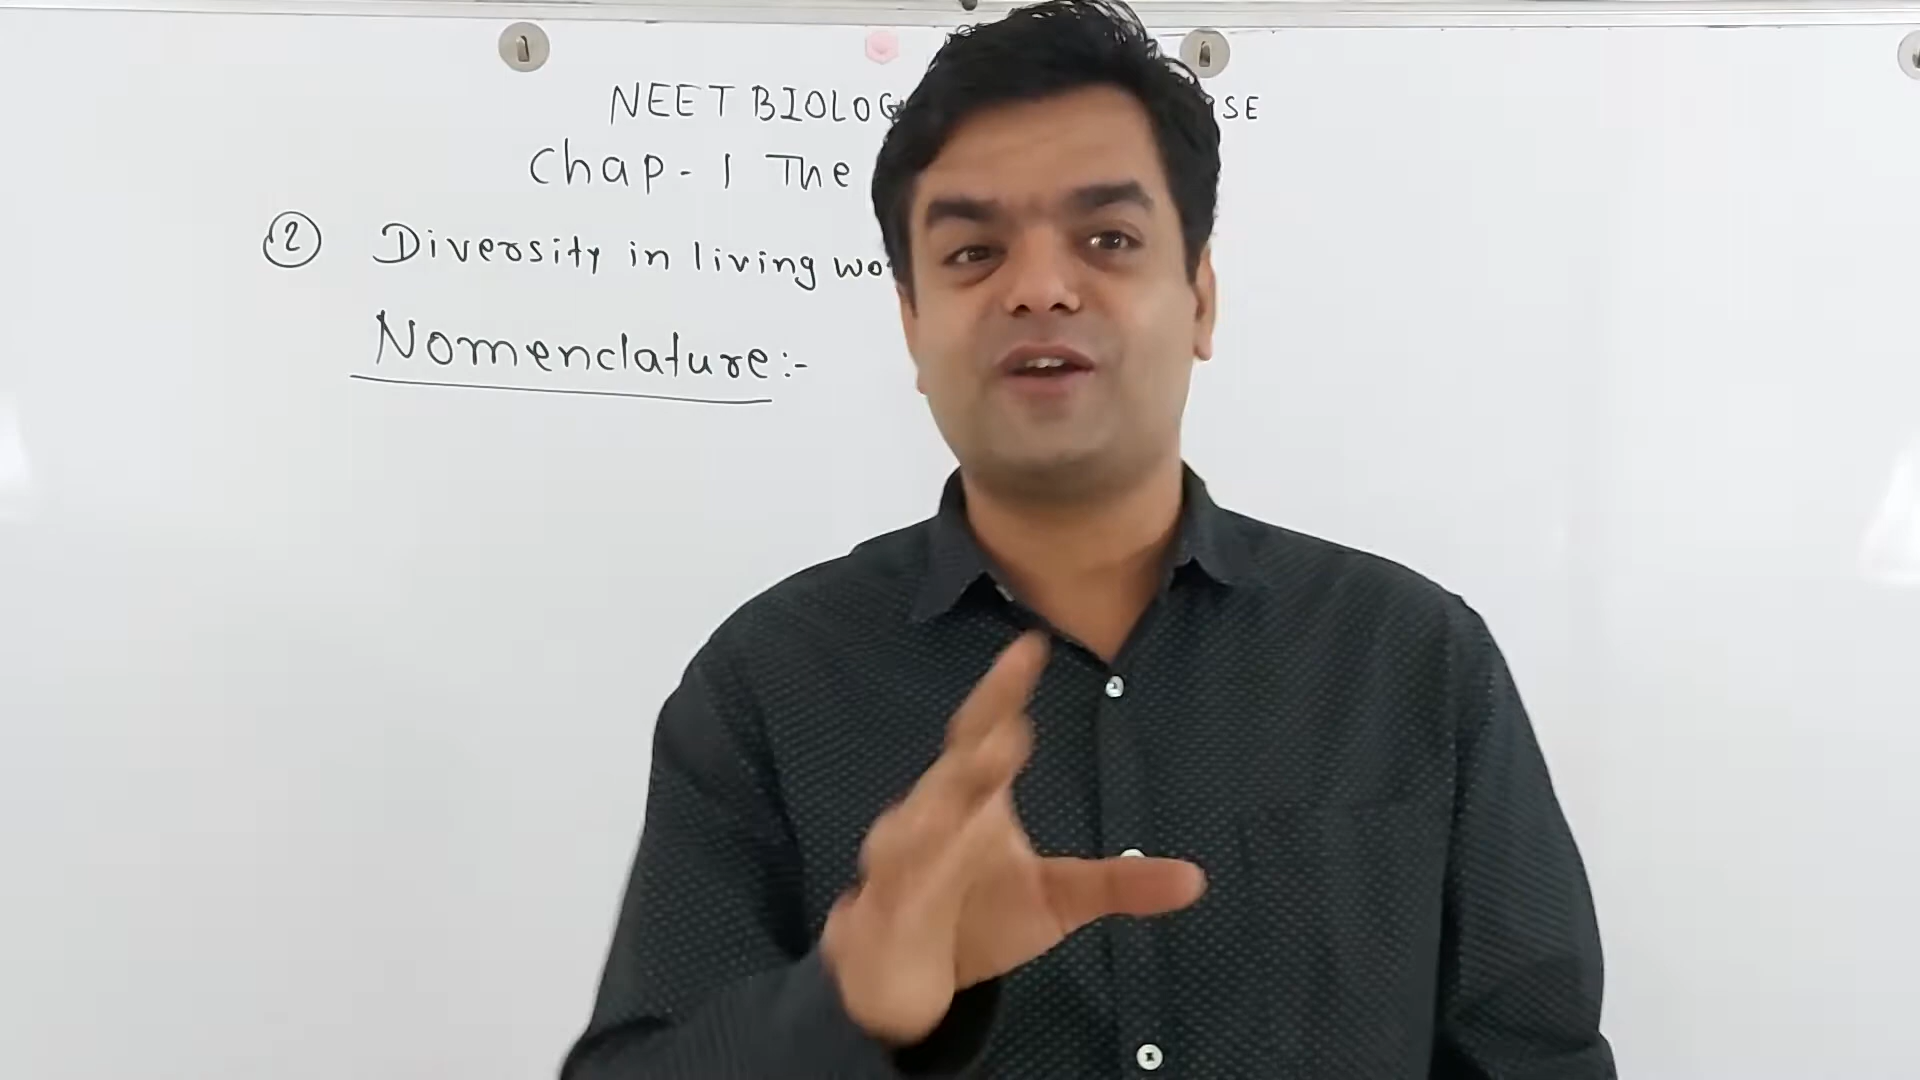 NEET BIOLOG SE
Chap-1 The
② Diversity in living wo
Nomenclature:-